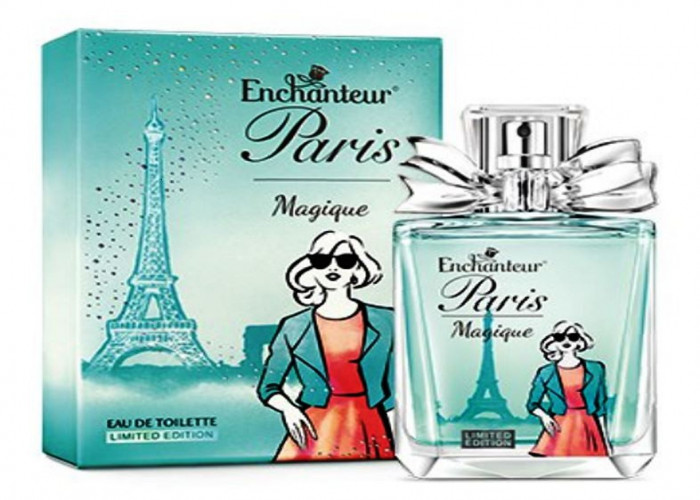 Enchanteur®
Paris
Magique
EAU DE TOILETTE
LIMITED EDITION
Enchanteur®
Paris
Magique
LIMITED
EDITION